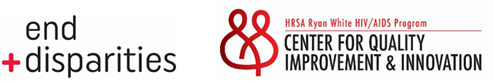 end
+disparities
HRSA Ryan White HIV/AIDS Program
CENTER FOR QUALITY
IMPROVEMENT & INNOVATION